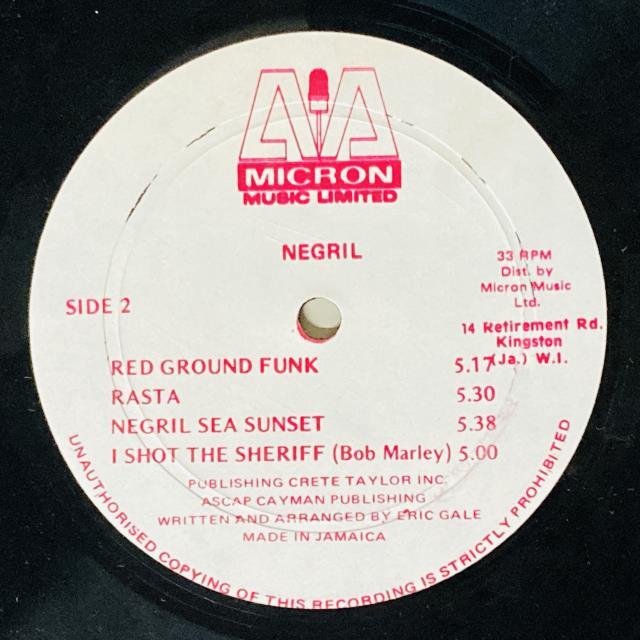 MICRON
MUSIC LIMITED
NEGRIL
33 RPM
Dist. by
Micron Music
Ltd.
14 Retirement Rd.
Kingston
(Ja.) W.I.
SIDE 2
RED GROUND FUNK 5.17
RASTA 5.30
NEGRIL SEA SUNSET 5.38
I SHOT THE SHERIFF (Bob Marley) 5.00
PUBLISHING CRETE TAYLOR INC.
ASCAP CAYMAN PUBLISHING
WRITTEN AND ARRANGED BY ERIC GALE
MADE IN JAMAICA
UNAUTHORISED COPYING OF THIS RECORDING IS STRICTLY PROHIBITED